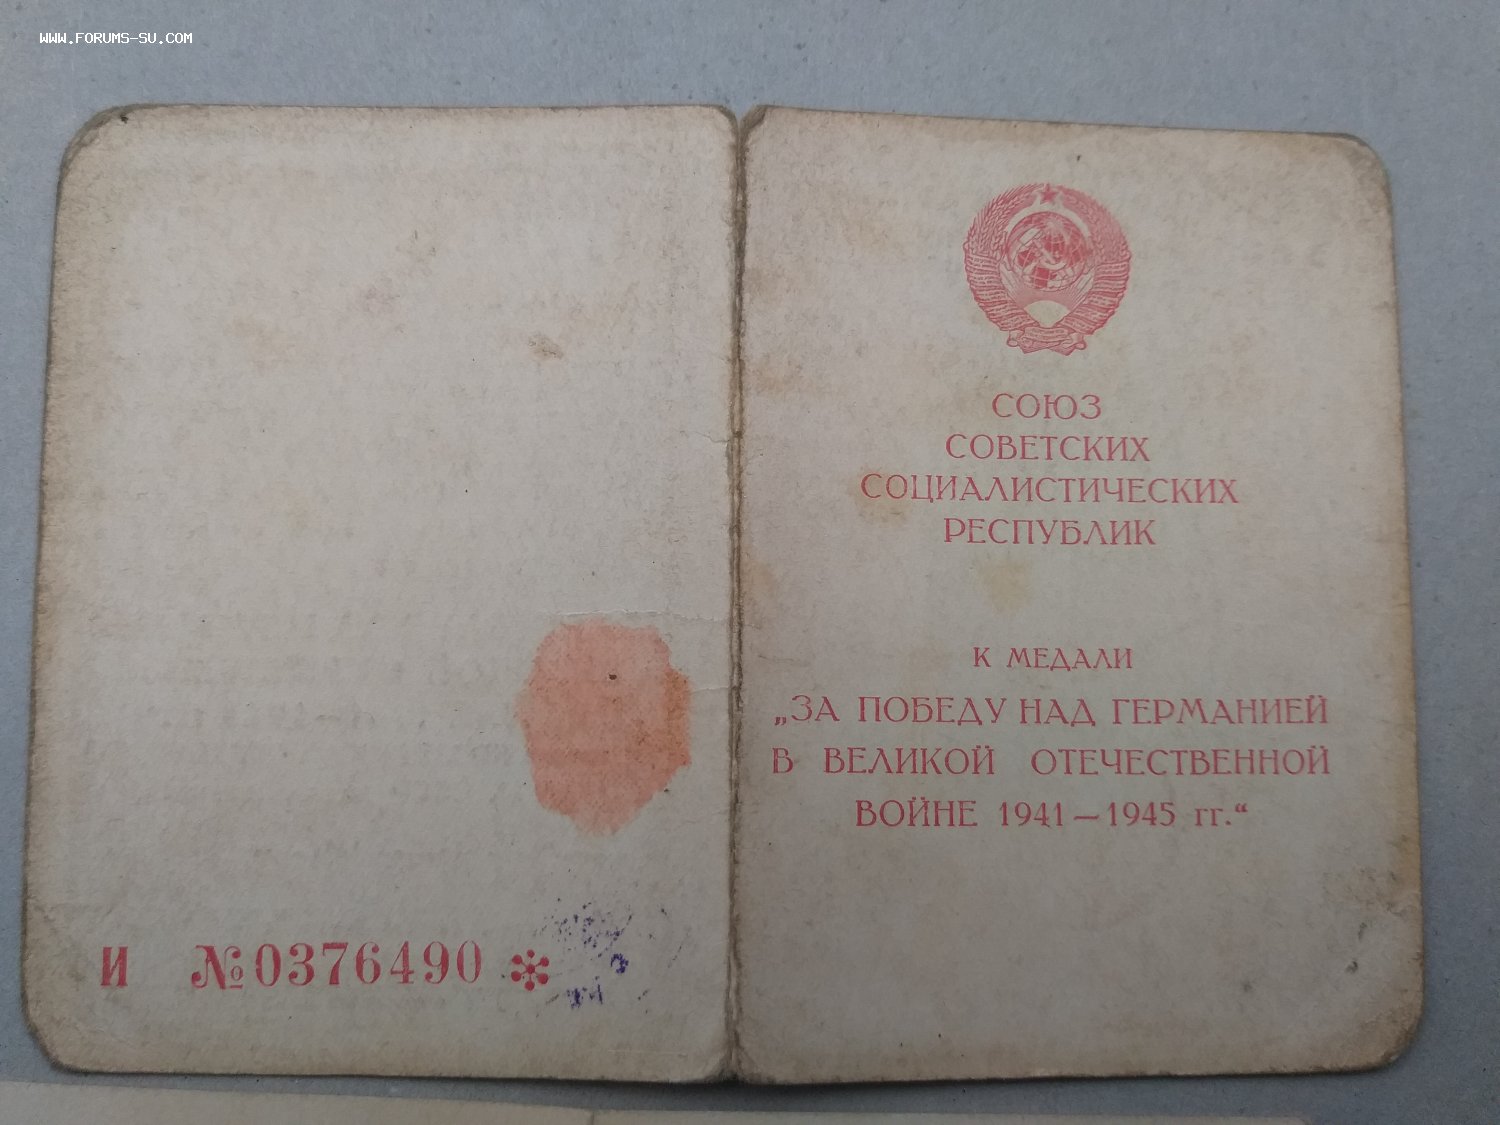 WWW.FORUMS-SU.COM
СОЮЗ
СОВЕТСКИХ
СОЦИАЛИСТИЧЕСКИХ
РЕСПУБЛИК
К МЕДАЛИ
„ЗА ПОБЕДУ НАД ГЕРМАНИЕЙ
В ВЕЛИКОЙ ОТЕЧЕСТВЕННОЙ
ВОЙНЕ 1941—1945 гг.“
И №0376490 *